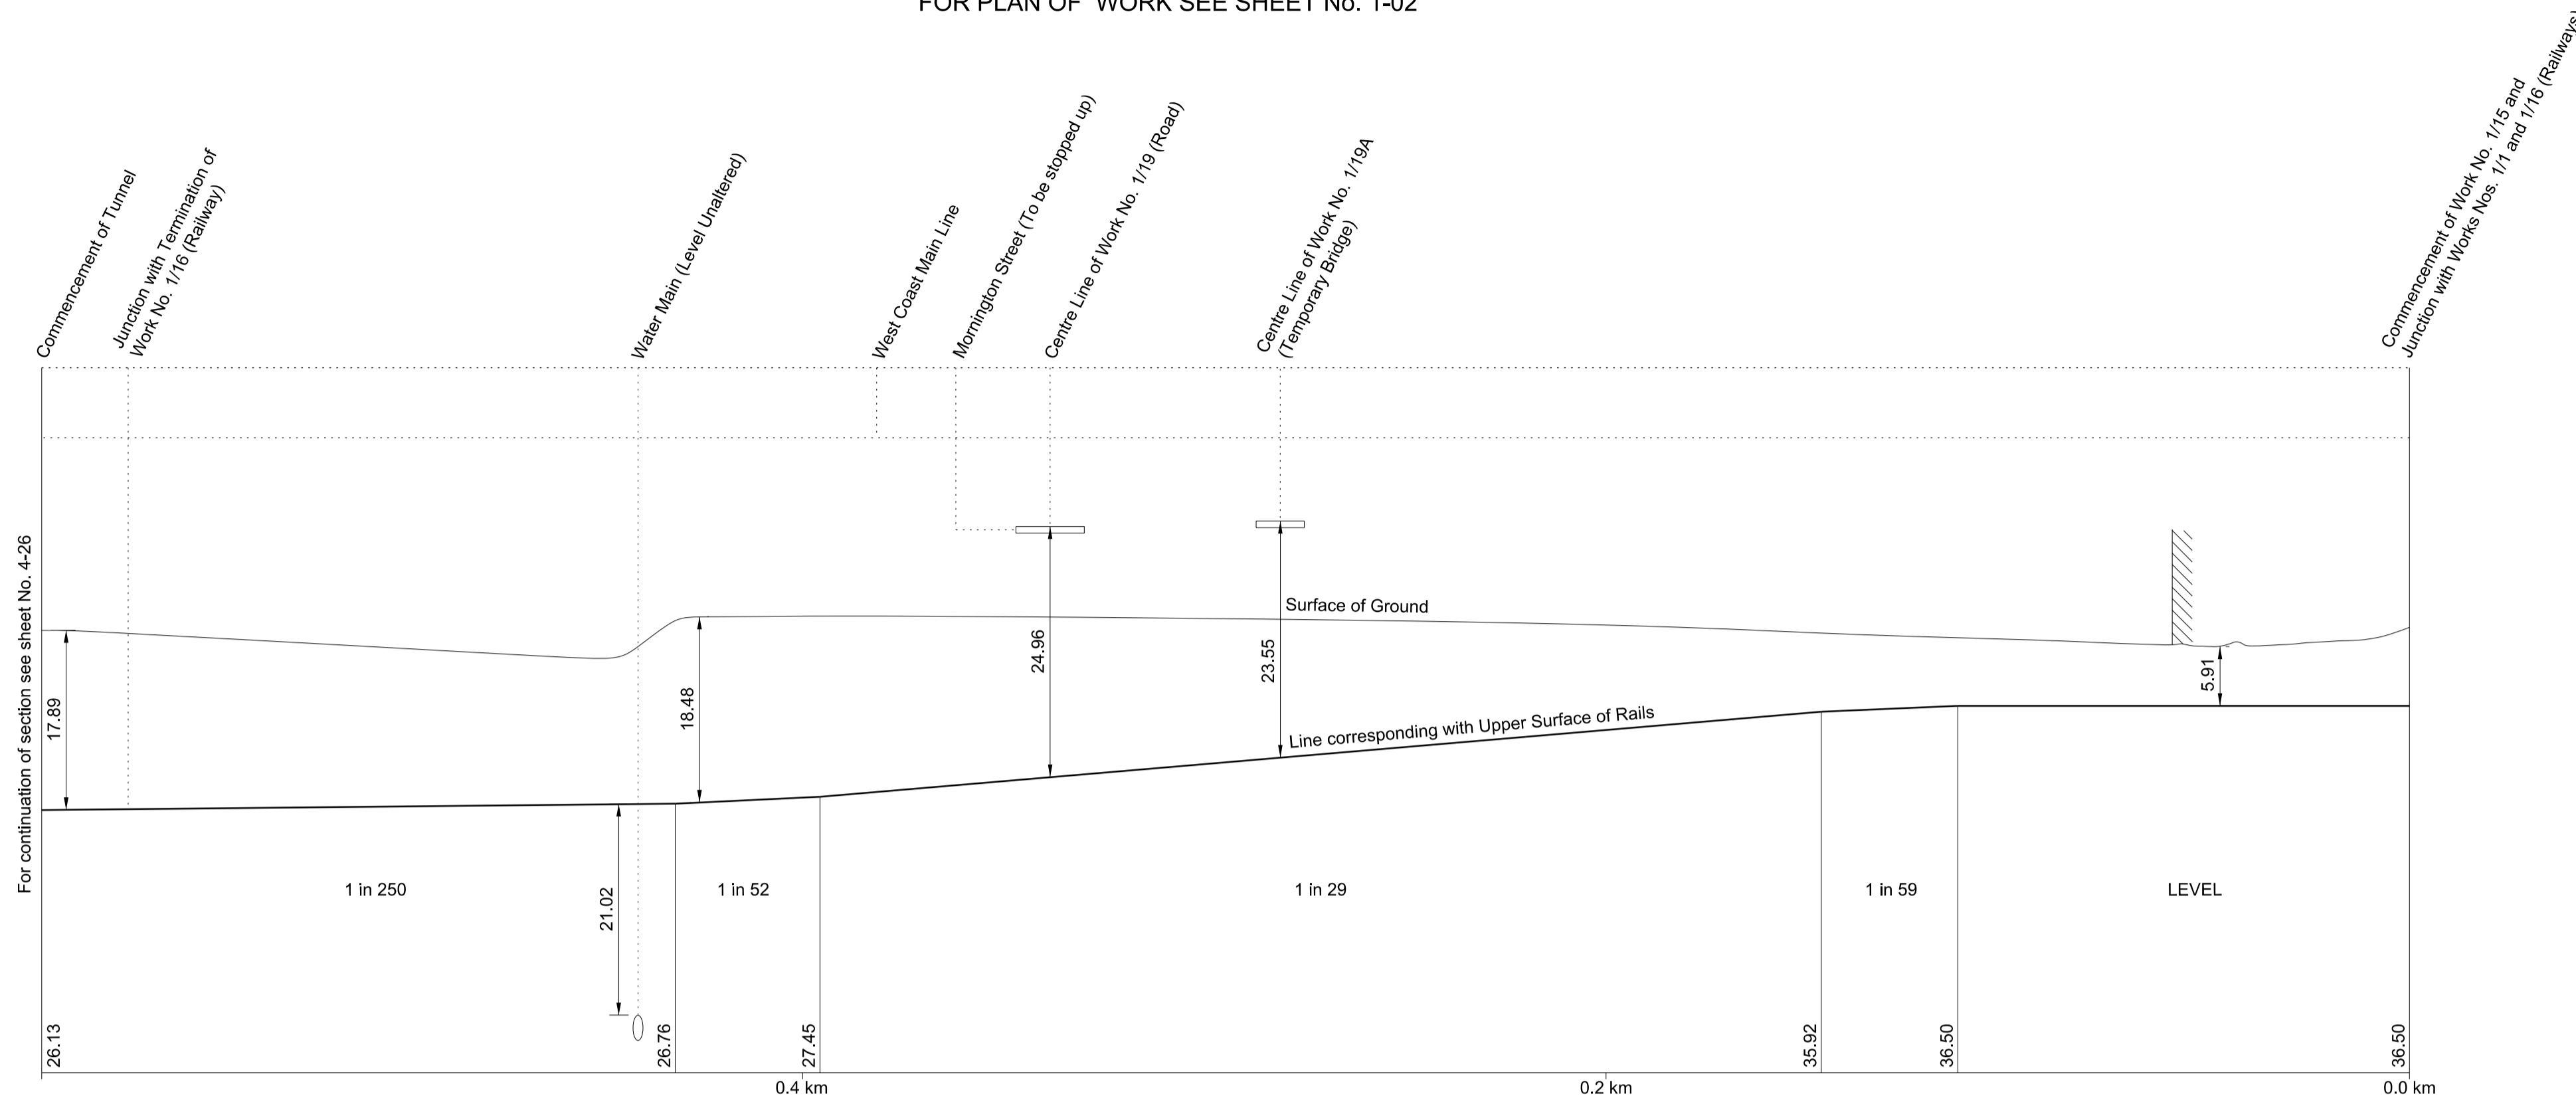 FOR PLAN OF WORK SEE SHEET No. 1-02
Commencement of Tunnel
Junction with Termination of
Work No. 1/16 (Railway)
Water Main (Level Unaltered)
West Coast Main Line
Mornington Street (To be stopped up)
Centre Line of Work No. 1/19 (Road)
Centre Line of Work No. 1/19A
(Temporary Bridge)
Commencement of Work No. 1/15 and
Junction with Works Nos. 1/1 and 1/16 (Railways)
For continuation of section see sheet No. 4-26
Surface of Ground
17.89
18.48
24.96
23.55
5.91
Line corresponding with Upper Surface of Rails
21.02
1 in 250
1 in 52
1 in 29
1 in 59
LEVEL
26.13
26.76
27.45
35.92
36.50
36.50
0.4 km
0.2 km
0.0 km